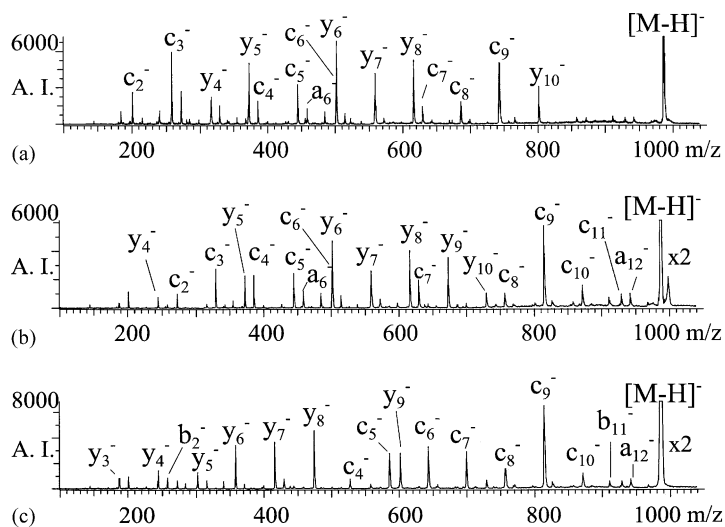 6000
A. I.
c₂⁻ c₃⁻ y₄⁻ y₅⁻ c₄⁻ c₅⁻ a₆⁻ c₆⁻ y₆⁻ y₇⁻ y₈⁻ c₇⁻ c₈⁻ c₉⁻ y₁₀⁻ [M-H]⁻
(a) 200 400 600 800 1000 m/z
6000
A. I.
y₄⁻ c₂⁻ c₃⁻ y₅⁻ c₄⁻ c₅⁻ a₆⁻ c₆⁻ y₆⁻ y₇⁻ y₈⁻ c₇⁻ y₉⁻ y₁₀⁻ c₈⁻ c₉⁻ c₁₀⁻ c₁₁⁻ a₁₂⁻ [M-H]⁻ x2
(b) 200 400 600 800 1000 m/z
8000
A. I.
y₃⁻ y₄⁻ b₂⁻ y₅⁻ y₆⁻ y₇⁻ y₈⁻ c₄⁻ c₅⁻ y₉⁻ c₆⁻ c₇⁻ c₈⁻ c₉⁻ c₁₀⁻ b₁₁⁻ a₁₂⁻ [M-H]⁻ x2
(c) 200 400 600 800 1000 m/z